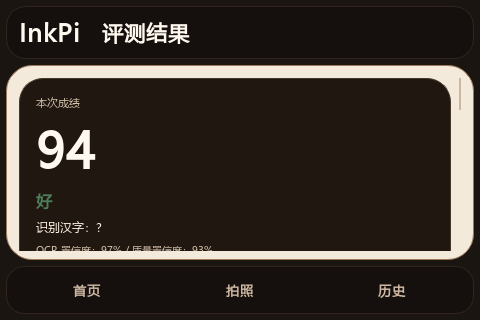 InkPi 评测结果
本次成绩
94
好
识别汉字：?
OCR 置信度：97% / 质量置信度：93%
首页 拍照 历史